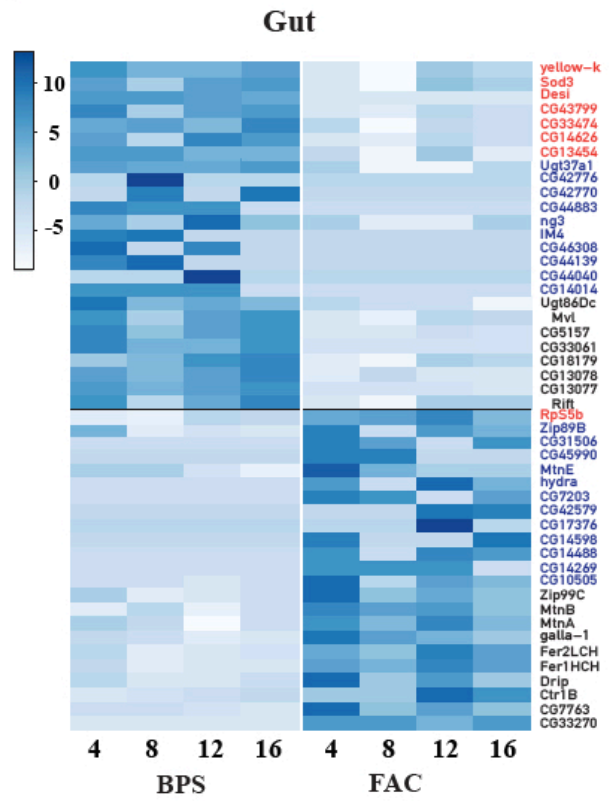 Gut
10
5
0
−5
yellow−k
Sod3
Desi
CG43799
CG33474
CG14626
CG13454
Ugt37a1
CG42776
CG42770
CG44883
ng3
IM4
CG46308
CG44139
CG44040
CG14014
Ugt86Dc
Mvl
CG5157
CG33061
CG18179
CG13078
CG13077
Rift
RpS5b
Zip89B
CG31506
CG45990
MtnE
hydra
CG7203
CG42579
CG17376
CG14598
CG14488
CG14269
CG10505
Zip99C
MtnB
MtnA
galla−1
Fer2LCH
Fer1HCH
Drip
Ctr1B
CG7763
CG33270
4 8 12 16 4 8 12 16
BPS FAC